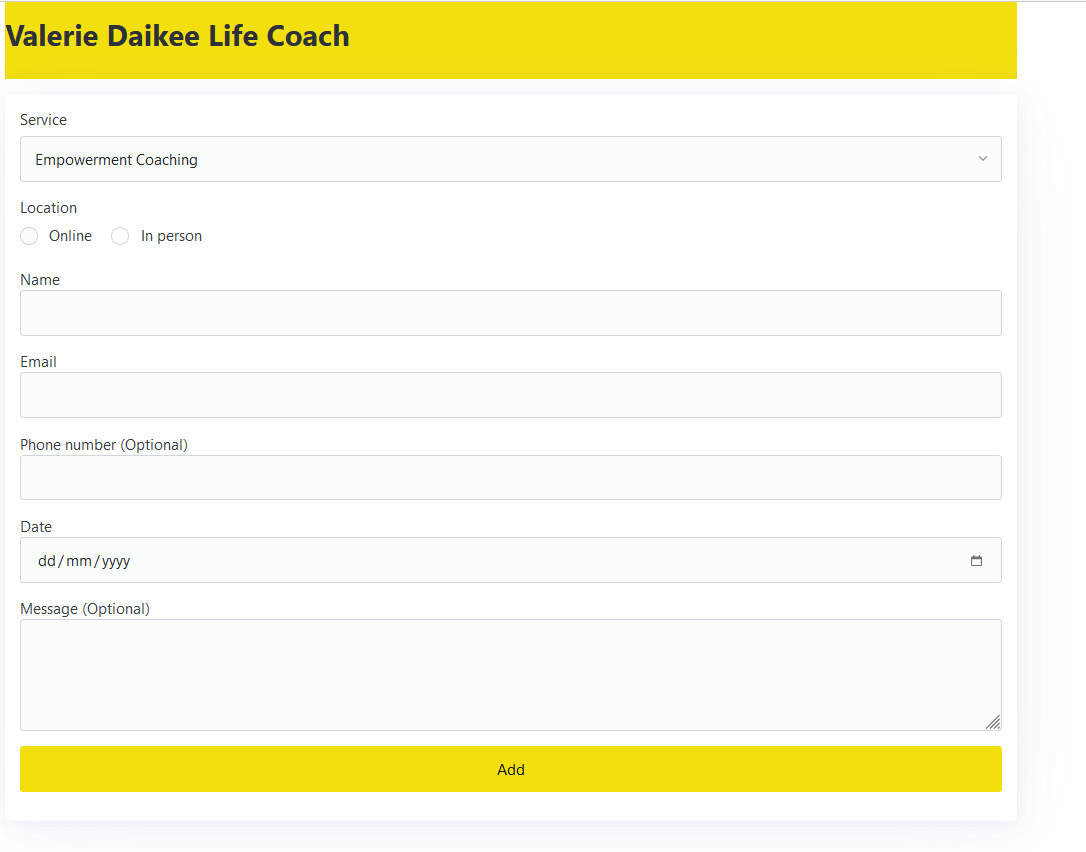 Valerie Daikee Life Coach
Service
Empowerment Coaching
Location
Online In person
Name
Email
Phone number (Optional)
Date
dd/mm/yyyy
Message (Optional)
Add